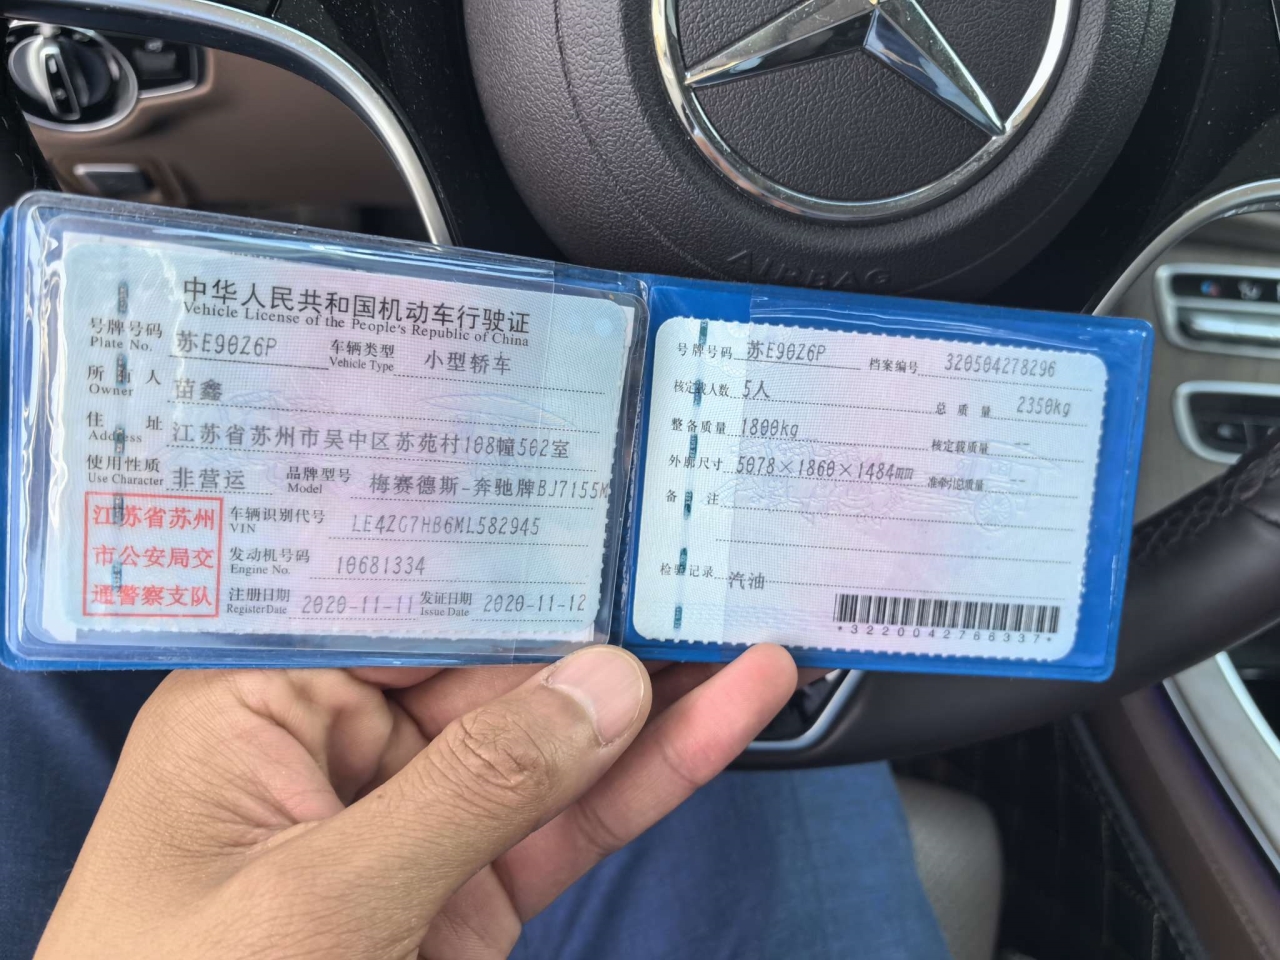 中华人民共和国机动车行驶证
Vehicle License of the People's Republic of China
号牌号码 苏E90Z6P 车辆类型 小型轿车
Plate No. Vehicle Type
所有人 苗鑫
Owner
住址 江苏省苏州市吴中区苏苑村108幢502室
Address
使用性质 非营运 品牌型号 梅赛德斯-奔驰牌BJ7155M
Use Character Model
江苏省苏州
市公安局交
通警察支队
车辆识别代号 LE4ZG7HB6ML582945
VIN
发动机号码 10681334
Engine No.
注册日期 2020-11-11 发证日期 2020-11-12
Register Date Issue Date
号牌号码 苏E90Z6P 档案编号 320504278296
核定载人数 5人 总质量 2350kg
整备质量 1800kg 核定载质量 --
外廓尺寸 5078×1860×1484mm 准牵引总质量 --
备注
检验记录 汽油
*3220042766337*
AIRBAG